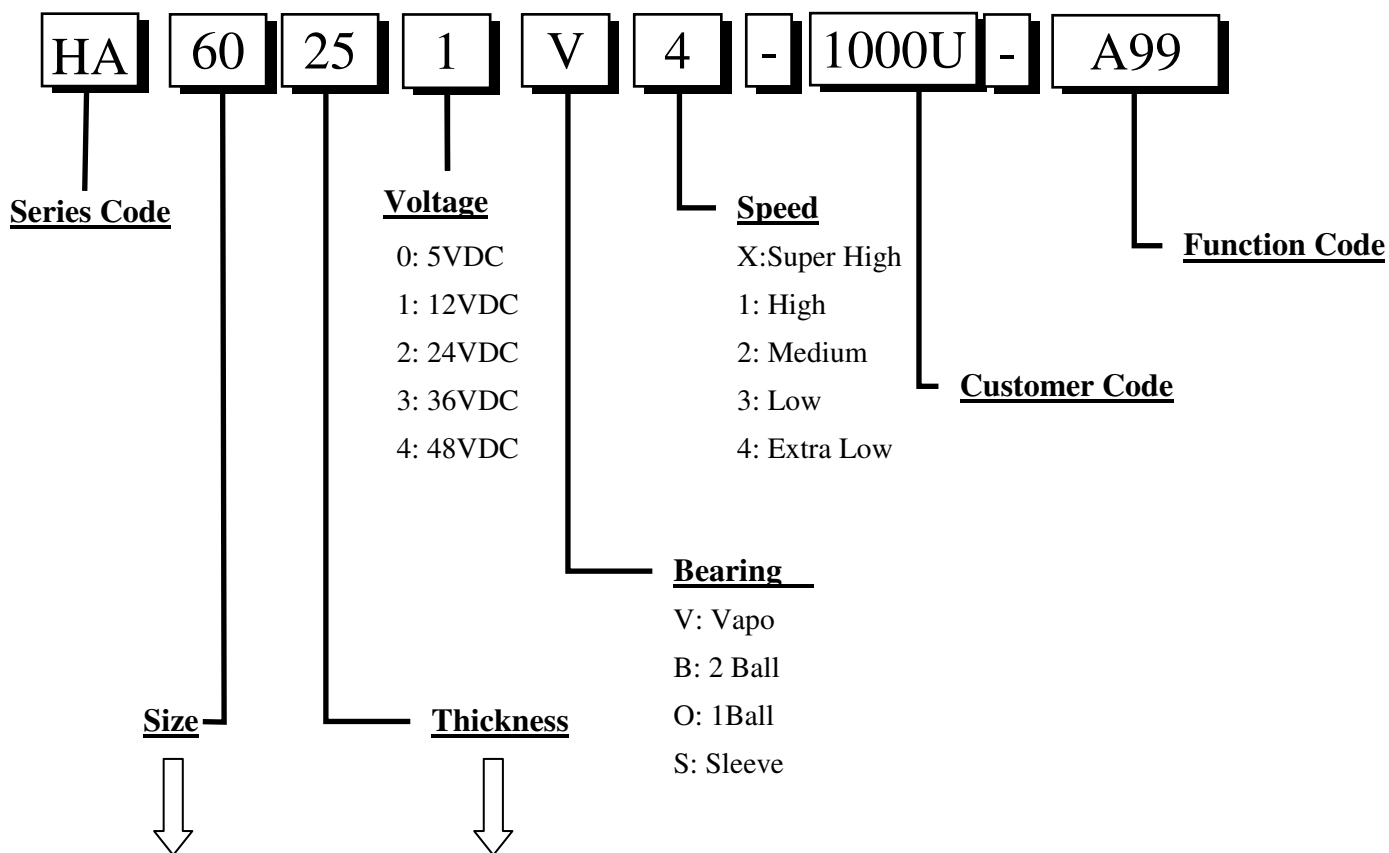 HA 60 25 1 V 4 - 1000U - A99
Series Code
Voltage
0: 5VDC
1: 12VDC
2: 24VDC
3: 36VDC
4: 48VDC
Speed
X:Super High
1: High
2: Medium
3: Low
4: Extra Low
Function Code
Customer Code
Bearing
V: Vapo
B: 2 Ball
O: 1Ball
S: Sleeve
Size
Thickness